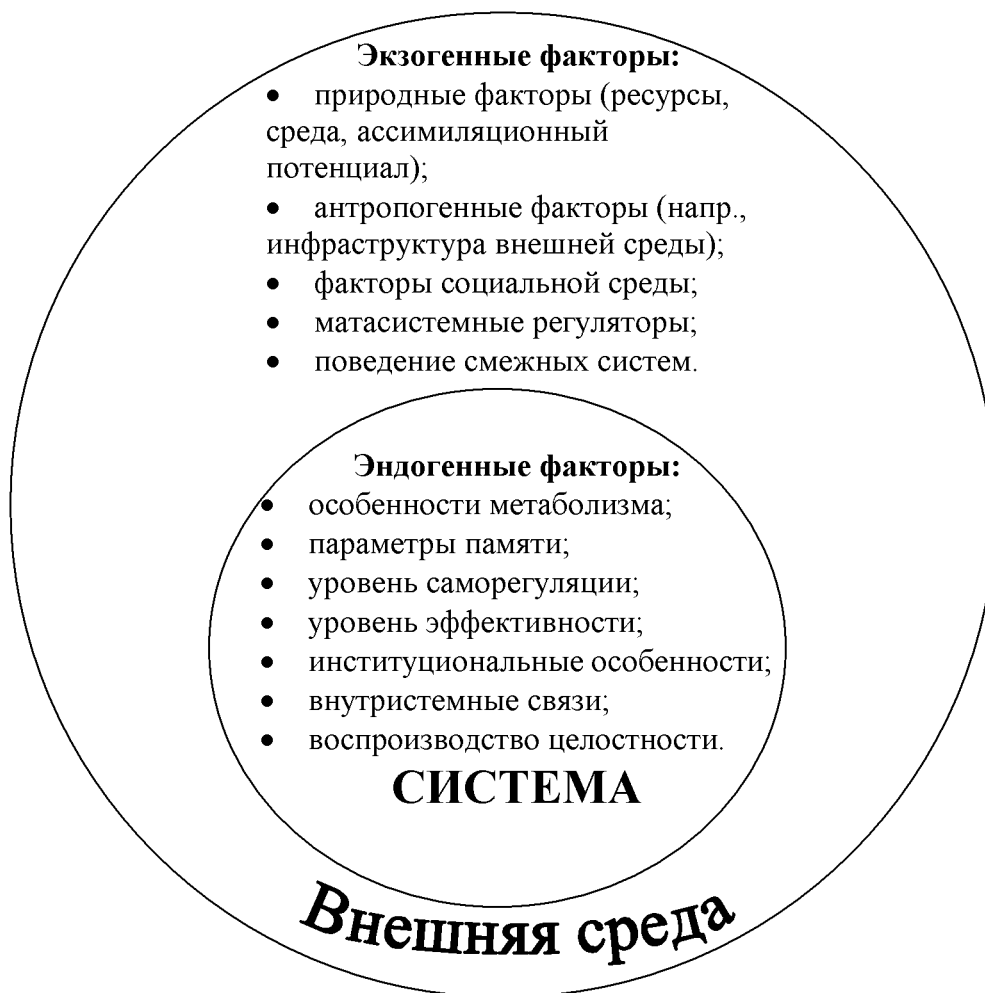 Экзогенные факторы:
• природные факторы (ресурсы,
среда, ассимиляционный
потенциал);
• антропогенные факторы (напр.,
инфраструктура внешней среды);
• факторы социальной среды;
• матасистемные регуляторы;
• поведение смежных систем.
Эндогенные факторы:
• особенности метаболизма;
• параметры памяти;
• уровень саморегуляции;
• уровень эффективности;
• институциональные особенности;
• внутристемные связи;
• воспроизводство целостности.
СИСТЕМА
Внешняя среда